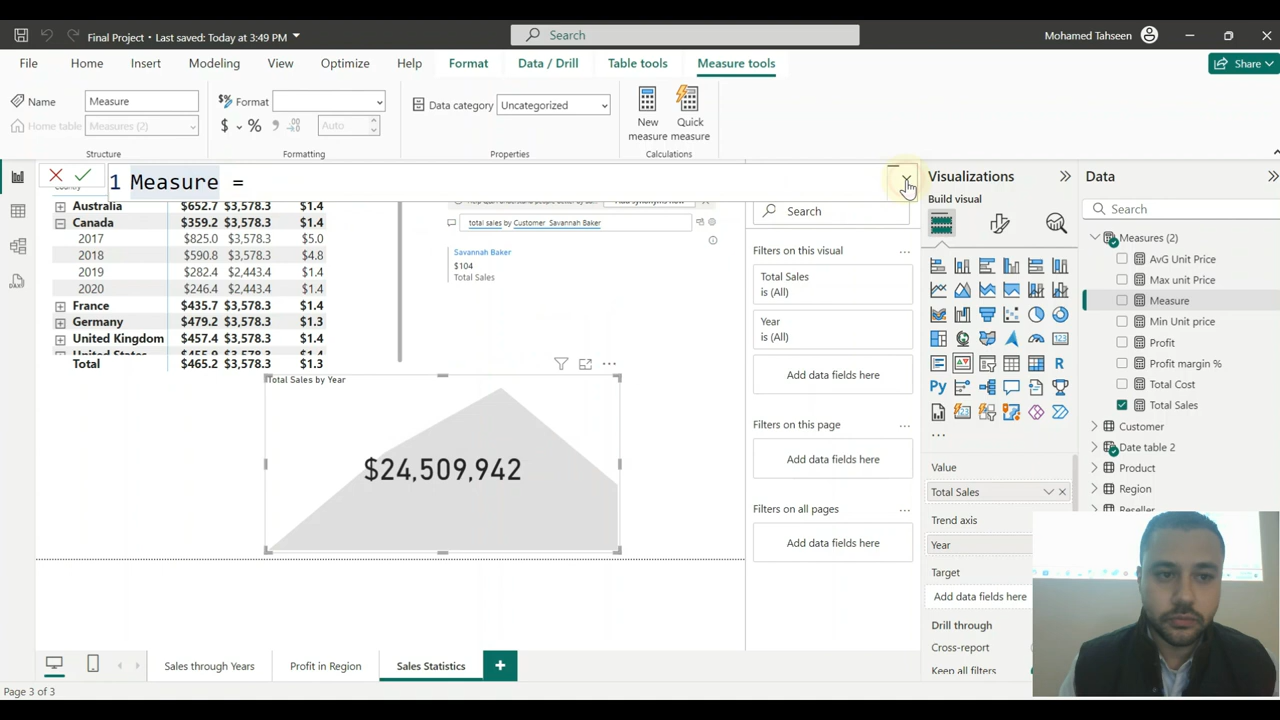 Final Project • Last saved: Today at 3:49 PM
Search
Mohamed Tahseen
File Home Insert Modeling View Optimize Help Format Data / Drill Table tools Measure tools
Share
Name Measure
Home table Measures (2)
Structure
Format
$ % Auto
Formatting
Data category Uncategorized
Properties
New measure
Quick measure
Calculations
1 Measure =
Australia $652.7 $3,578.3 $1.4
Canada $359.2 $3,578.3 $1.4
2017 $825.0 $3,578.3 $5.0
2018 $590.8 $3,578.3 $4.8
2019 $282.4 $2,443.4 $1.4
2020 $246.4 $2,443.4 $1.4
France $435.7 $3,578.3 $1.4
Germany $479.2 $3,578.3 $1.3
United Kingdom $457.4 $3,578.3 $1.4
Total $465.2 $3,578.3 $1.3
total sales by Customer Savannah Baker
Savannah Baker
$104
Total Sales
Total Sales by Year
$24,509,942
Search
Filters on this visual
Total Sales
is (All)
Year
is (All)
Add data fields here
Filters on this page
Add data fields here
Filters on all pages
Add data fields here
Visualizations
Build visual
Py
R
Value
Total Sales
Trend axis
Year
Target
Add data fields here
Drill through
Cross-report
Keep all filters
Data
Search
Measures (2)
AvG Unit Price
Max unit Price
Measure
Min Unit price
Profit
Profit margin %
Total Cost
Total Sales
Customer
Date table 2
Product
Region
Reseller
Sales through Years
Profit in Region
Sales Statistics
Page 3 of 3